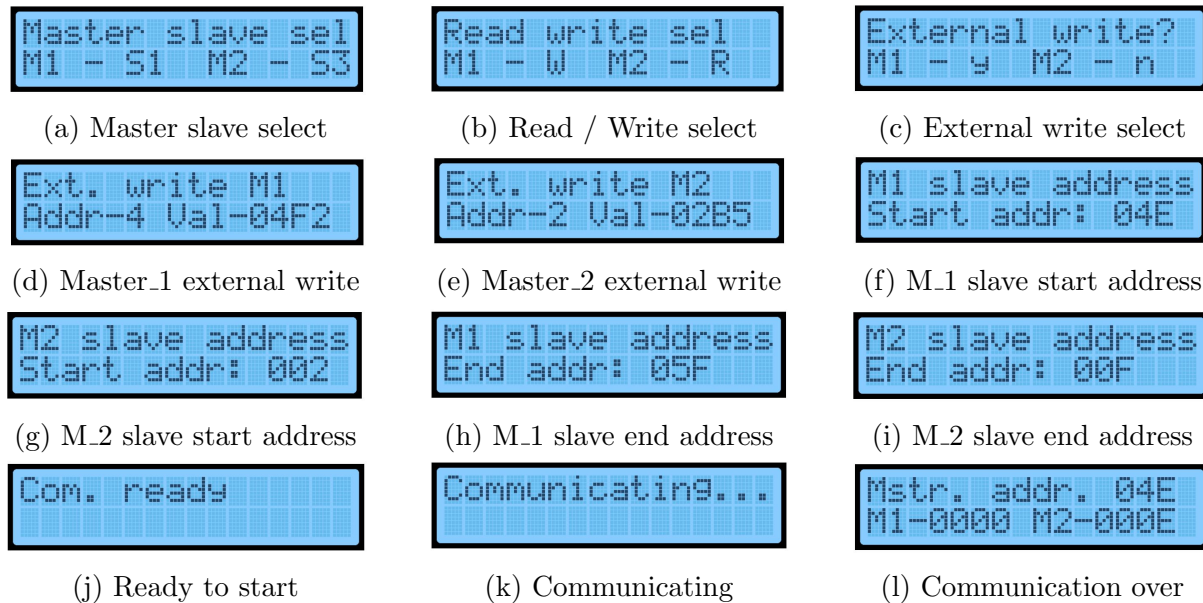 Master slave sel
M1 - S1 M2 - S3
(a) Master slave select
Read write sel
M1 - W M2 - R
(b) Read / Write select
External write?
M1 - y M2 - n
(c) External write select
Ext. write M1
Addr-4 Val-04F2
(d) Master_1 external write
Ext. write M2
Addr-2 Val-02B5
(e) Master_2 external write
M1 slave address
Start addr: 04E
(f) M_1 slave start address
M2 slave address
Start addr: 002
(g) M_2 slave start address
M1 slave address
End addr: 05F
(h) M_1 slave end address
M2 slave address
End addr: 00F
(i) M_2 slave end address
Com. ready
(j) Ready to start
Communicating...
(k) Communicating
Mstr. addr. 04E
M1-0000 M2-000E
(l) Communication over